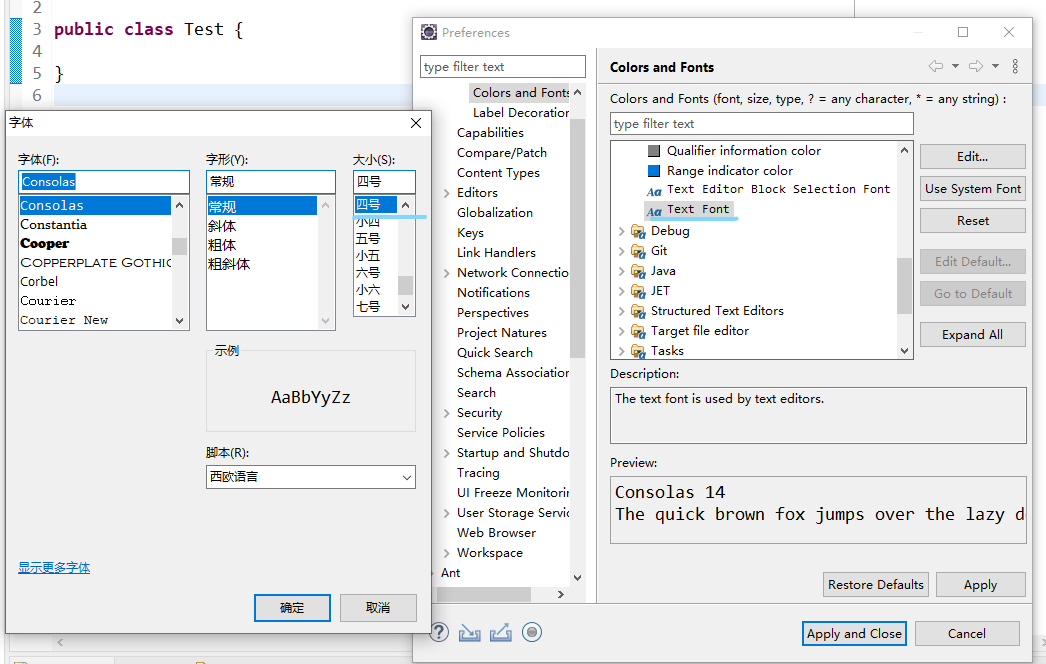 2
3 public class Test {
4
5 }
6
字体
字体(F):
Consolas
Consolas
Constantia
Cooper
COPPERPLATE GOTHIC
Corbel
Courier
Courier New
字形(Y):
常规
常规
斜体
粗体
粗斜体
大小(S):
四号
四号
小四
五号
小五
六号
小六
七号
示例
AaBbYyZz
脚本(R):
西欧语言
显示更多字体
确定
取消
Preferences
type filter text
Colors and Fonts
Label Decoration
Capabilities
Compare/Patch
Content Types
Editors
Globalization
Keys
Link Handlers
Network Connectio
Notifications
Perspectives
Project Natures
Quick Search
Schema Association
Search
Security
Service Policies
Startup and Shutdo
Tracing
UI Freeze Monitorin
User Storage Servic
Web Browser
Workspace
Ant
Colors and Fonts
Colors and Fonts (font, size, type, ? = any character, * = any string) :
type filter text
Qualifier information color
Range indicator color
Aa Text Editor Block Selection Font
Aa Text Font
Debug
Git
Java
JET
Structured Text Editors
Target file editor
Tasks
Edit...
Use System Font
Reset
Edit Default...
Go to Default
Expand All
Description:
The text font is used by text editors.
Preview:
Consolas 14
The quick brown fox jumps over the lazy d
Restore Defaults
Apply
Apply and Close
Cancel